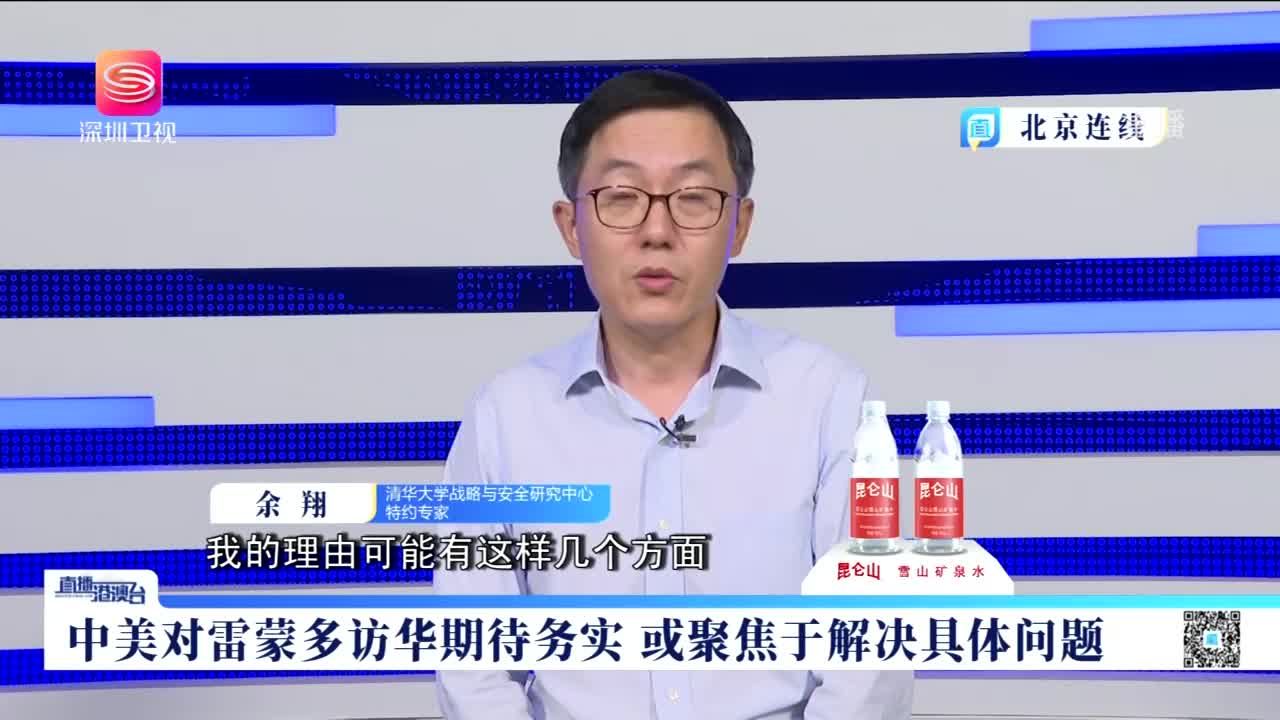 深圳卫视
直 北京连线
昆仑山 昆仑山
余翔
清华大学战略与安全研究中心
特约专家
我的理由可能有这样几个方面
昆仑山 雪山矿泉水
直播港澳台
中美对雷蒙多访华期待务实 或聚焦于解决具体问题